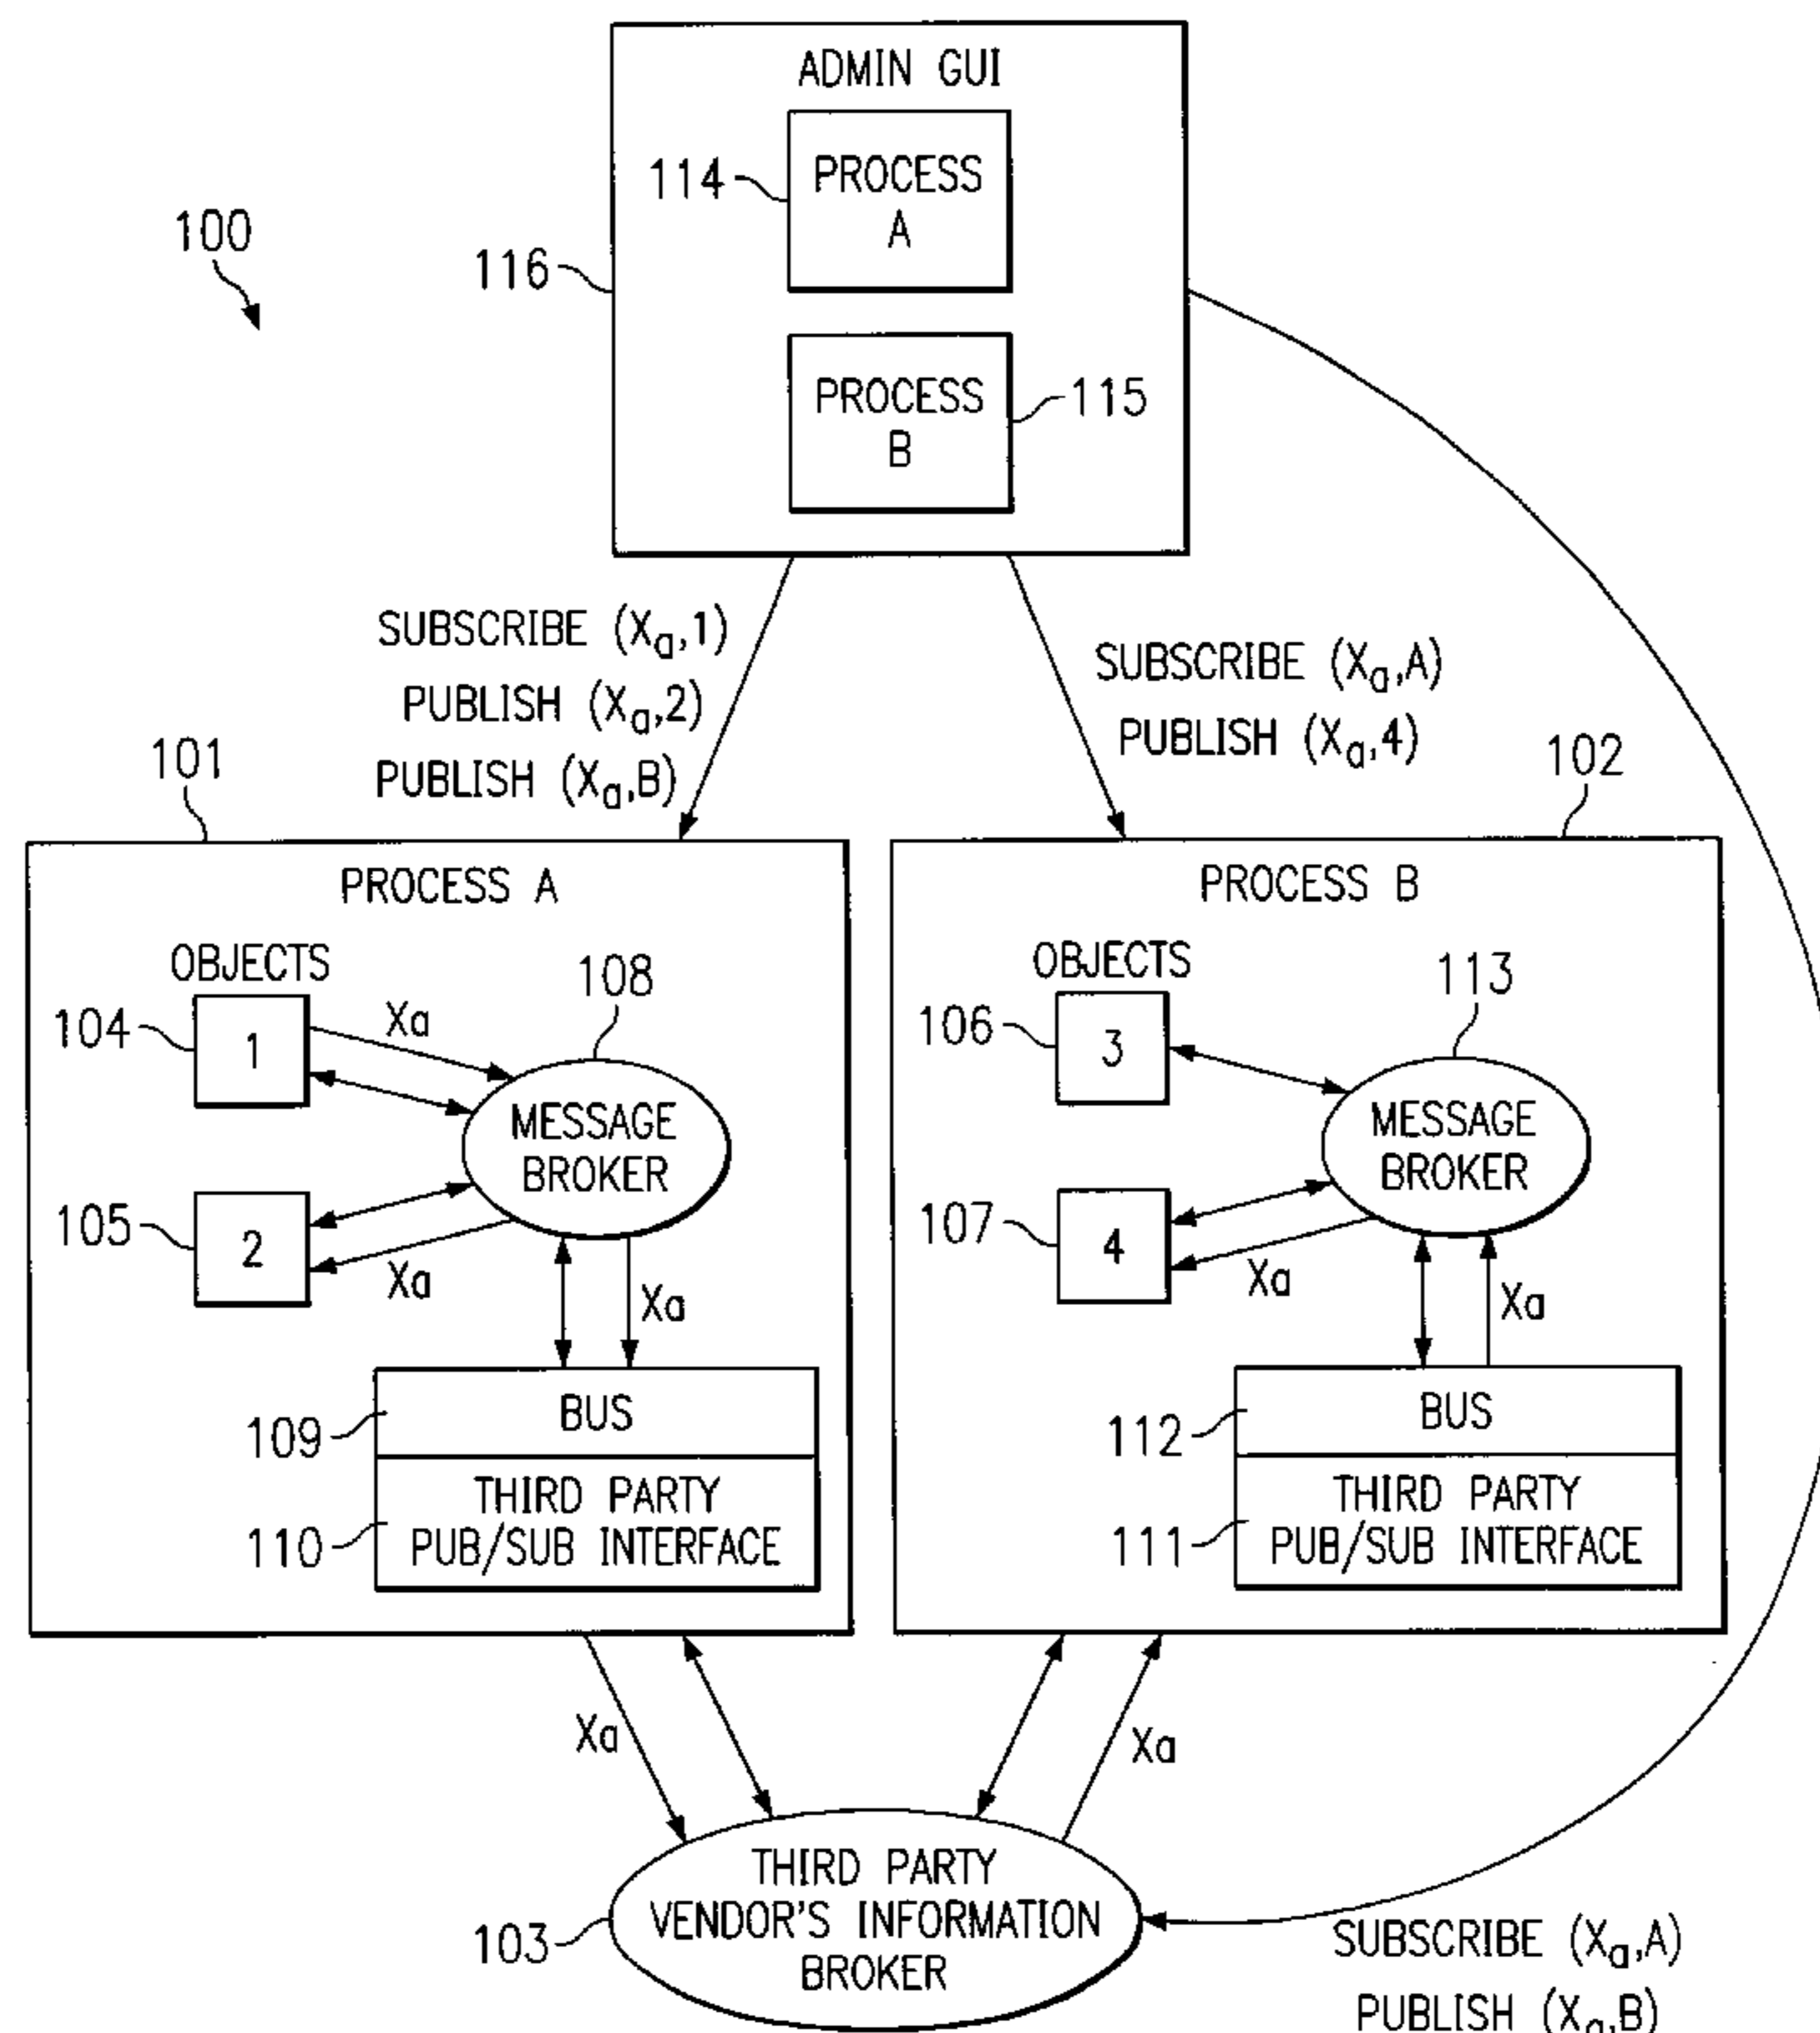 ADMIN GUI
114
PROCESS
A
100
116
PROCESS
B
115
SUBSCRIBE (Xa,1)
PUBLISH (Xa,2)
PUBLISH (Xa,B)
SUBSCRIBE (Xa,A)
PUBLISH (Xa,4)
101
102
PROCESS A
OBJECTS
108
104
1
Xa
MESSAGE
BROKER
105
2
Xa
Xa
BUS
109
THIRD PARTY
PUB/SUB INTERFACE
110
PROCESS B
OBJECTS
113
106
3
MESSAGE
BROKER
107
4
Xa
Xa
BUS
112
THIRD PARTY
PUB/SUB INTERFACE
111
Xa
Xa
THIRD PARTY
VENDOR'S INFORMATION
BROKER
103
SUBSCRIBE (Xa,A)
PUBLISH (Xa,B)